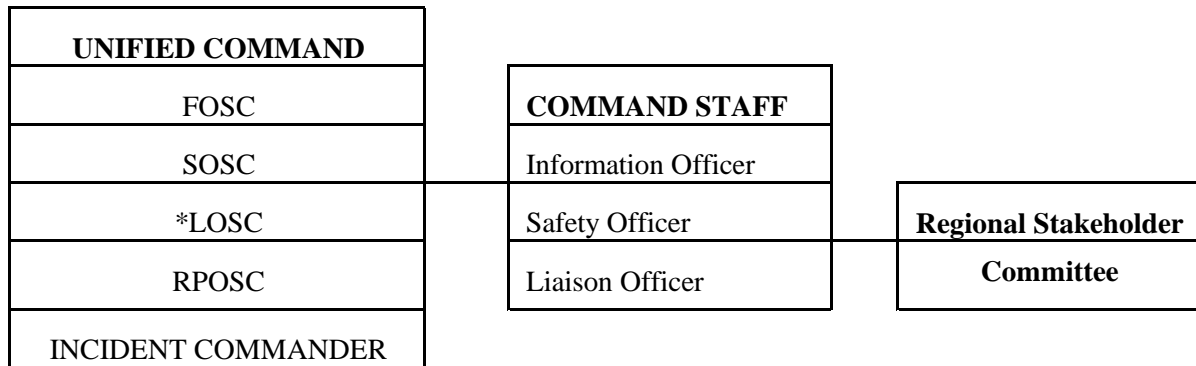 UNIFIED COMMAND
FOSC
SOSC
*LOSC
RPOSC
INCIDENT COMMANDER
COMMAND STAFF
Information Officer
Safety Officer
Liaison Officer
Regional Stakeholder
Committee